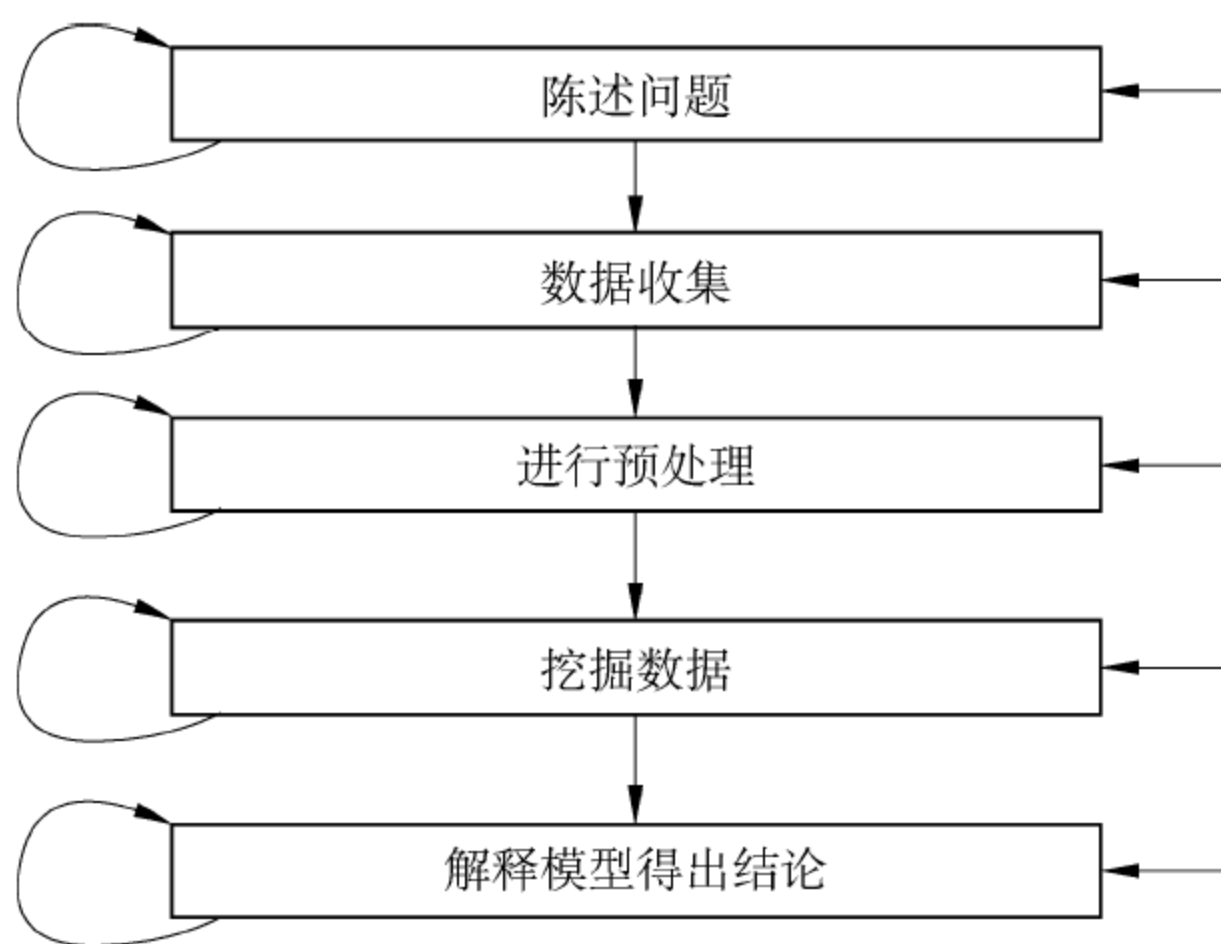 陈述问题
数据收集
进行预处理
挖掘数据
解释模型得出结论